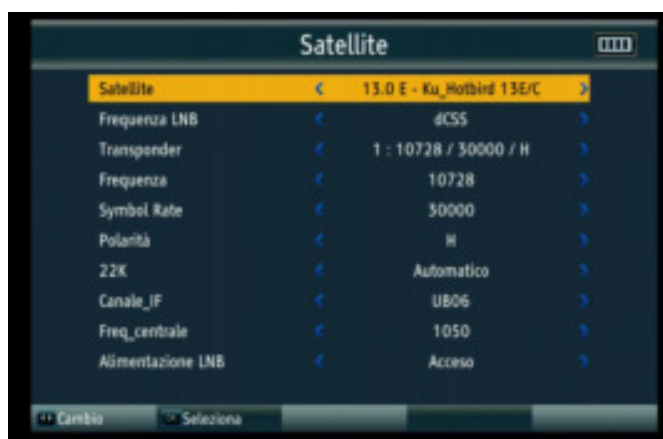 Satellite
Satellite 13.0 E - Ku_Hotbird 13E/C
Frequenza LNB dCSS
Transponder 1 : 10728 / 30000 / H
Frequenza 10728
Symbol Rate 30000
Polarità H
22K Automatico
Canale_IF UB06
Freq_centrale 1050
Alimentazione LNB Acceso
Cambio Seleziona